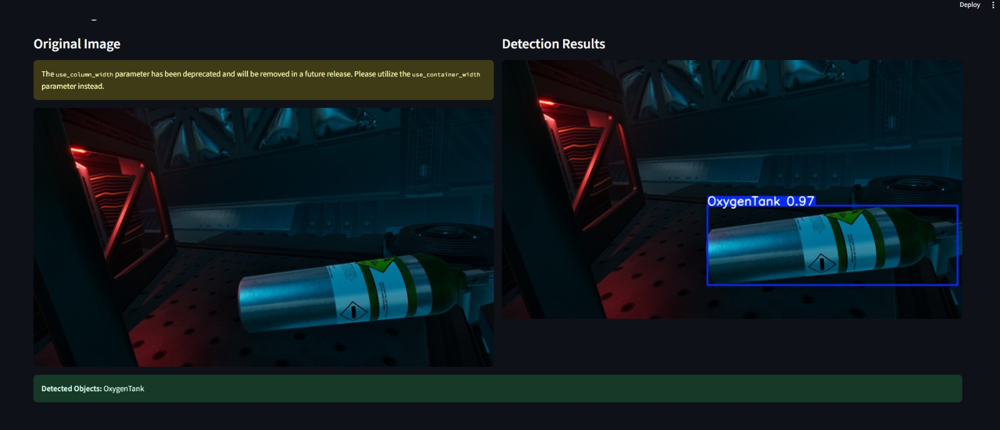 Deploy
Original Image
Detection Results
The use_column_width parameter has been deprecated and will be removed in a future release. Please utilize the use_container_width
parameter instead.
OxygenTank 0.97
Detected Objects: OxygenTank